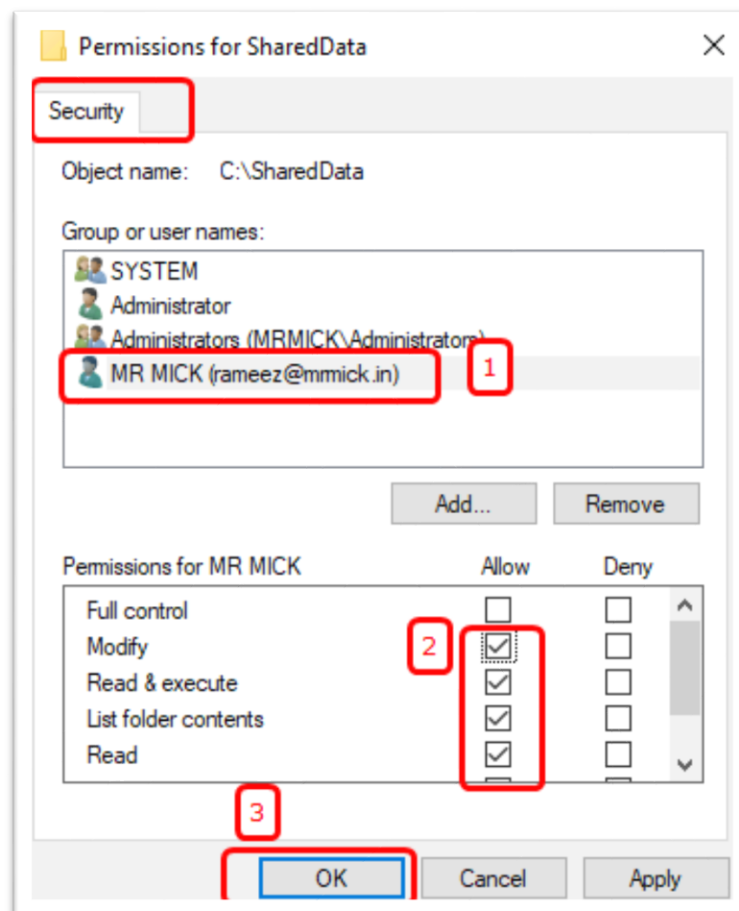 Permissions for SharedData
Security
Object name: C:\SharedData
Group or user names:
SYSTEM
Administrator
Administrators (MRMICK\Administrators)
MR MICK (rameez@mrmick.in)
1
Add... Remove
Permissions for MR MICK Allow Deny
Full control
Modify
2
Read & execute
List folder contents
Read
3
OK Cancel Apply